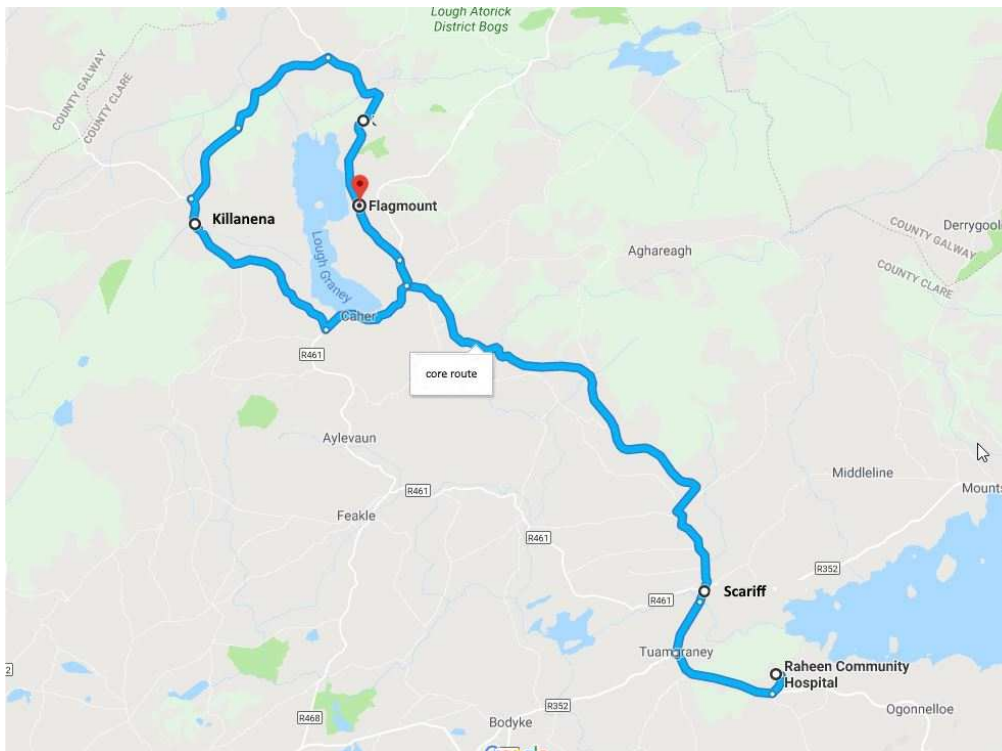 Lough Atorick
District Bogs
COUNTY GALWAY
COUNTY CLARE
Killanena
Flagmount
Lough Graney
Caher
R461
Aghareagh
Derrygool
COUNTY GALWAY
COUNTY CLARE
core route
Aylevaun
R461
Feakle
R461
Middleline
Mounts
R352
Scariff
R461
Tuamgraney
Raheen Community
Hospital
Ogonnelloe
R352
R468
Bodyke